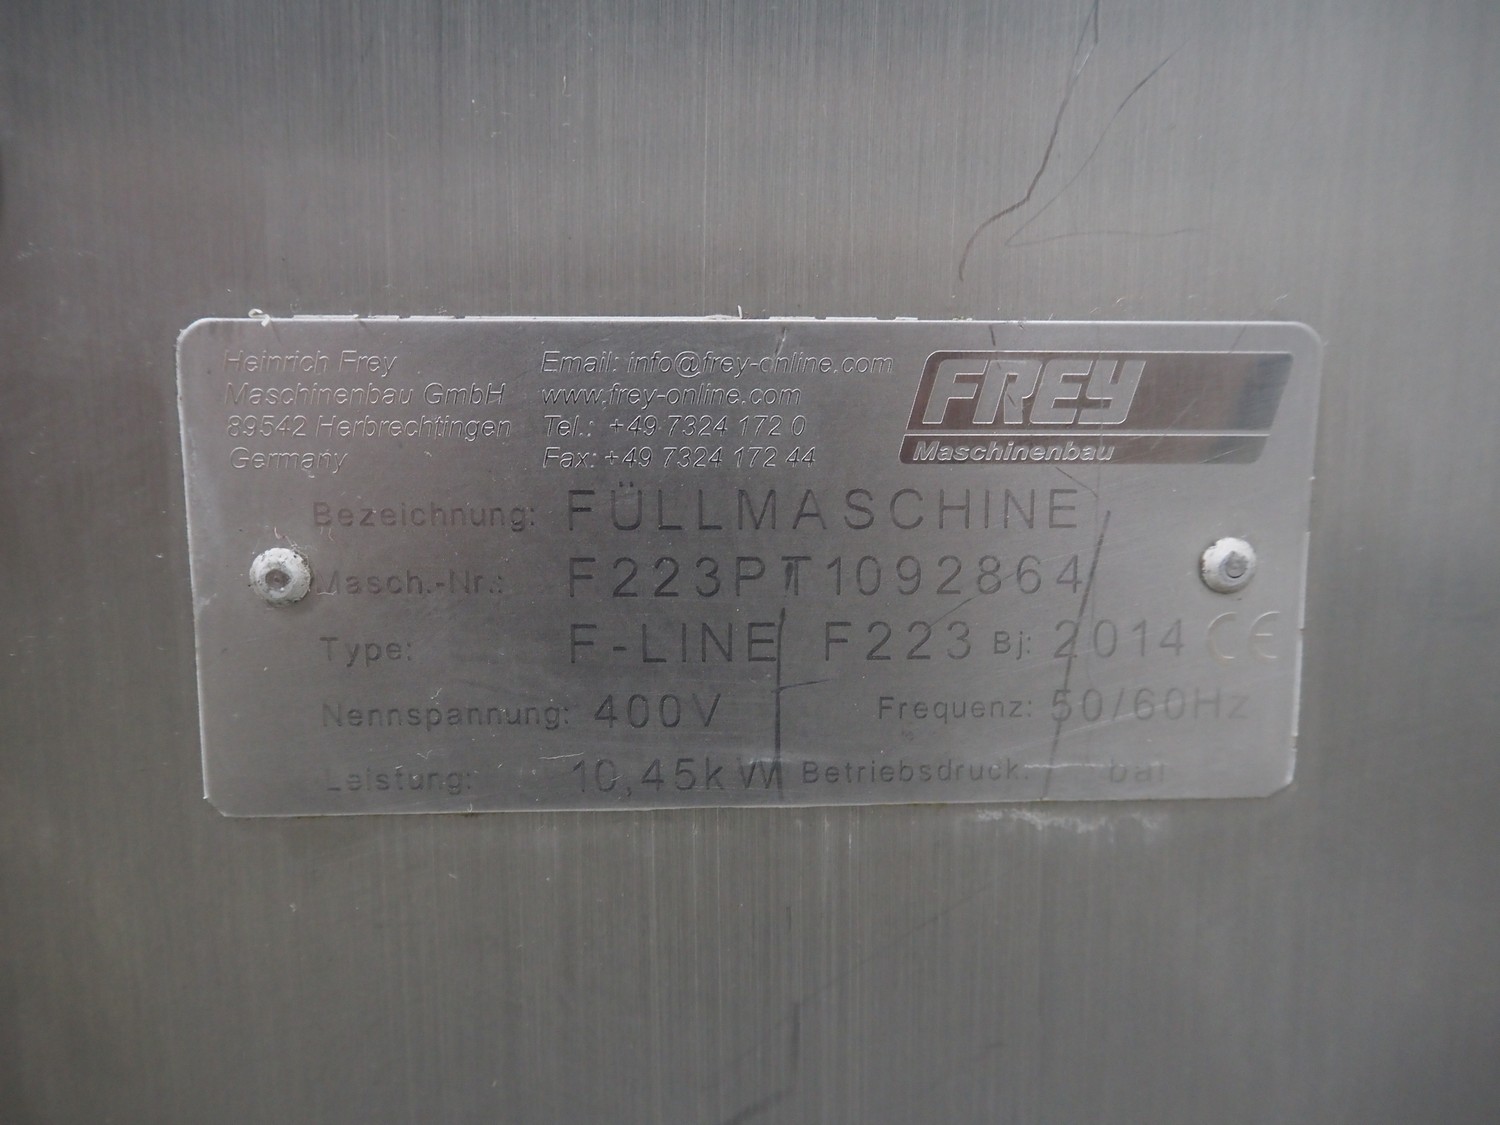 Heinrich Frey
Maschinenbau GmbH
89542 Herbrechtingen
Germany
Email: info@frey-online.com
www.frey-online.com
Tel.: +49 7324 172 0
Fax: +49 7324 172 44
FREY
Maschinenbau
Bezeichnung: FÜLLMASCHINE
Masch.-Nr.: F223PT1092864
Type: F-LINE F223 Bj: 2014 CE
Nennspannung: 400V Frequenz: 50/60Hz
Leistung: 10,45kW Betriebsdruck: bar